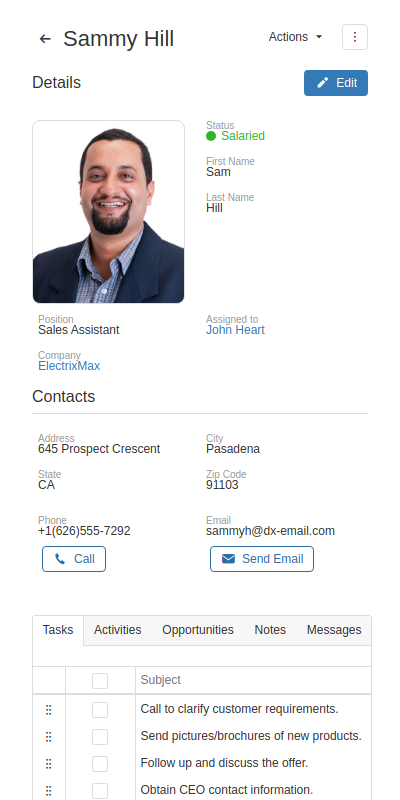 Sammy Hill
Actions
Details
Edit
Status
Salaried
First Name
Sam
Last Name
Hill
Position
Sales Assistant
Assigned to
John Heart
Company
ElectrixMax
Contacts
Address
645 Prospect Crescent
City
Pasadena
State
CA
Zip Code
91103
Phone
+1(626)555-7292
Email
sammyh@dx-email.com
Call
Send Email
Tasks Activities Opportunities Notes Messages
Subject
Call to clarify customer requirements.
Send pictures/brochures of new products.
Follow up and discuss the offer.
Obtain CEO contact information.